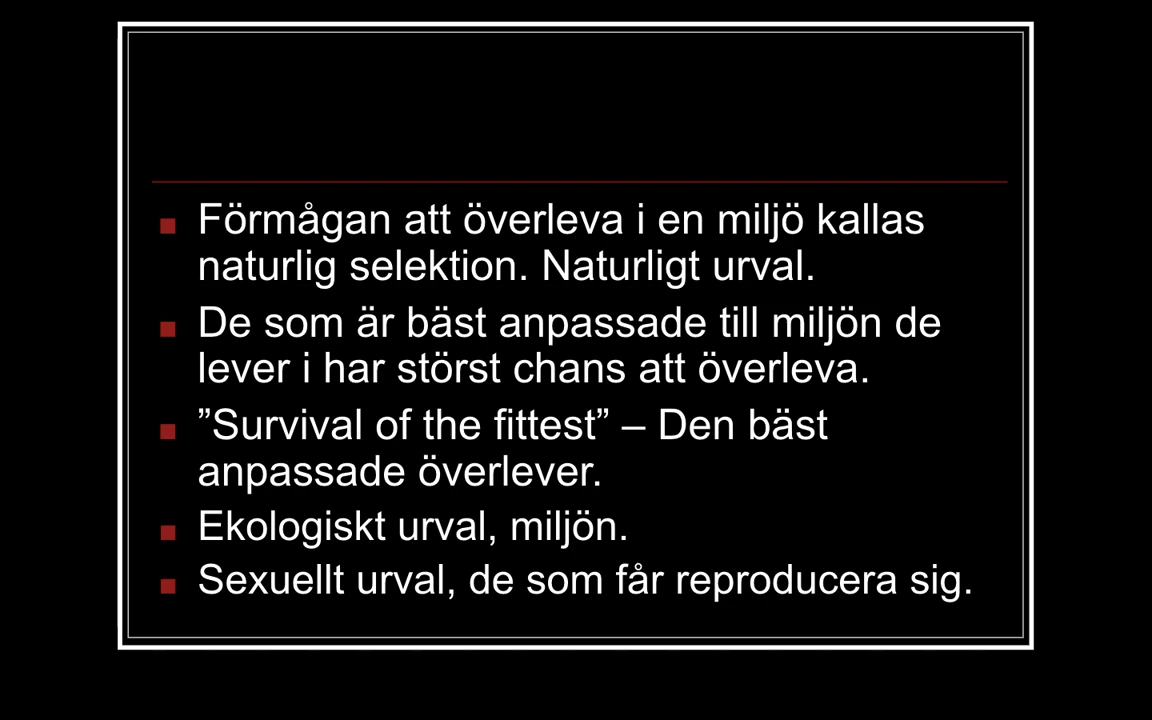 Förmågan att överleva i en miljö kallas
naturlig selektion. Naturligt urval.
De som är bäst anpassade till miljön de
lever i har störst chans att överleva.
”Survival of the fittest” – Den bäst
anpassade överlever.
Ekologiskt urval, miljön.
Sexuellt urval, de som får reproducera sig.